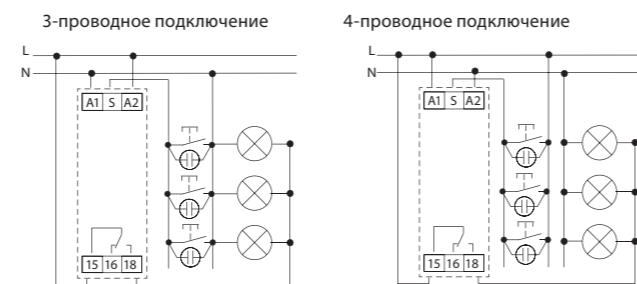 3-проводное подключение
4-проводное подключение
L
N
A1 S A2
15 16 18
L
N
A1 S A2
15 16 18